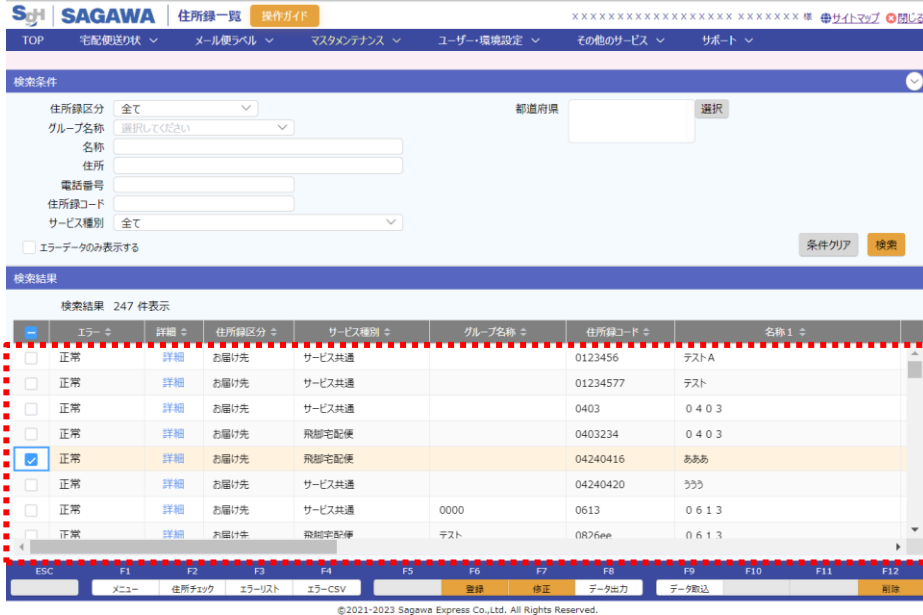 SgH SAGAWA 住所録一覧 操作ガイド ×××××××××××××××××× ××××××× 様 サイトマップ 閉じる
TOP 宅配便送り状 メール便ラベル マスタメンテナンス ユーザー・環境設定 その他のサービス サポート
検索条件
住所録区分 全て 都道府県 選択
グループ名称 選択してください
名称
住所
電話番号
住所録コード
サービス種別 全て
エラーデータのみ表示する 条件クリア 検索
検索結果
検索結果 247 件表示
エラー 詳細 住所録区分 サービス種別 グループ名称 住所録コード 名称1
正常 詳細 お届け先 サービス共通 0123456 テストA
正常 詳細 お届け先 サービス共通 01234577 テスト
正常 詳細 お届け先 サービス共通 0403 0403
正常 詳細 お届け先 飛脚宅配便 0403234 0403
正常 詳細 お届け先 飛脚宅配便 04240416 あああ
正常 詳細 お届け先 サービス共通 04240420 ううう
正常 詳細 お届け先 サービス共通 0000 0613 0613
正常 詳細 お届け先 飛脚宅配便 テスト 0826ee 0613
ESC F1 F2 F3 F4 F5 F6 F7 F8 F9 F10 F11 F12
メニュー 住所チェック エラーリスト エラーCSV 登録 修正 データ出力 データ取込 削除
©2021-2023 Sagawa Express Co.,Ltd. All Rights Reserved.